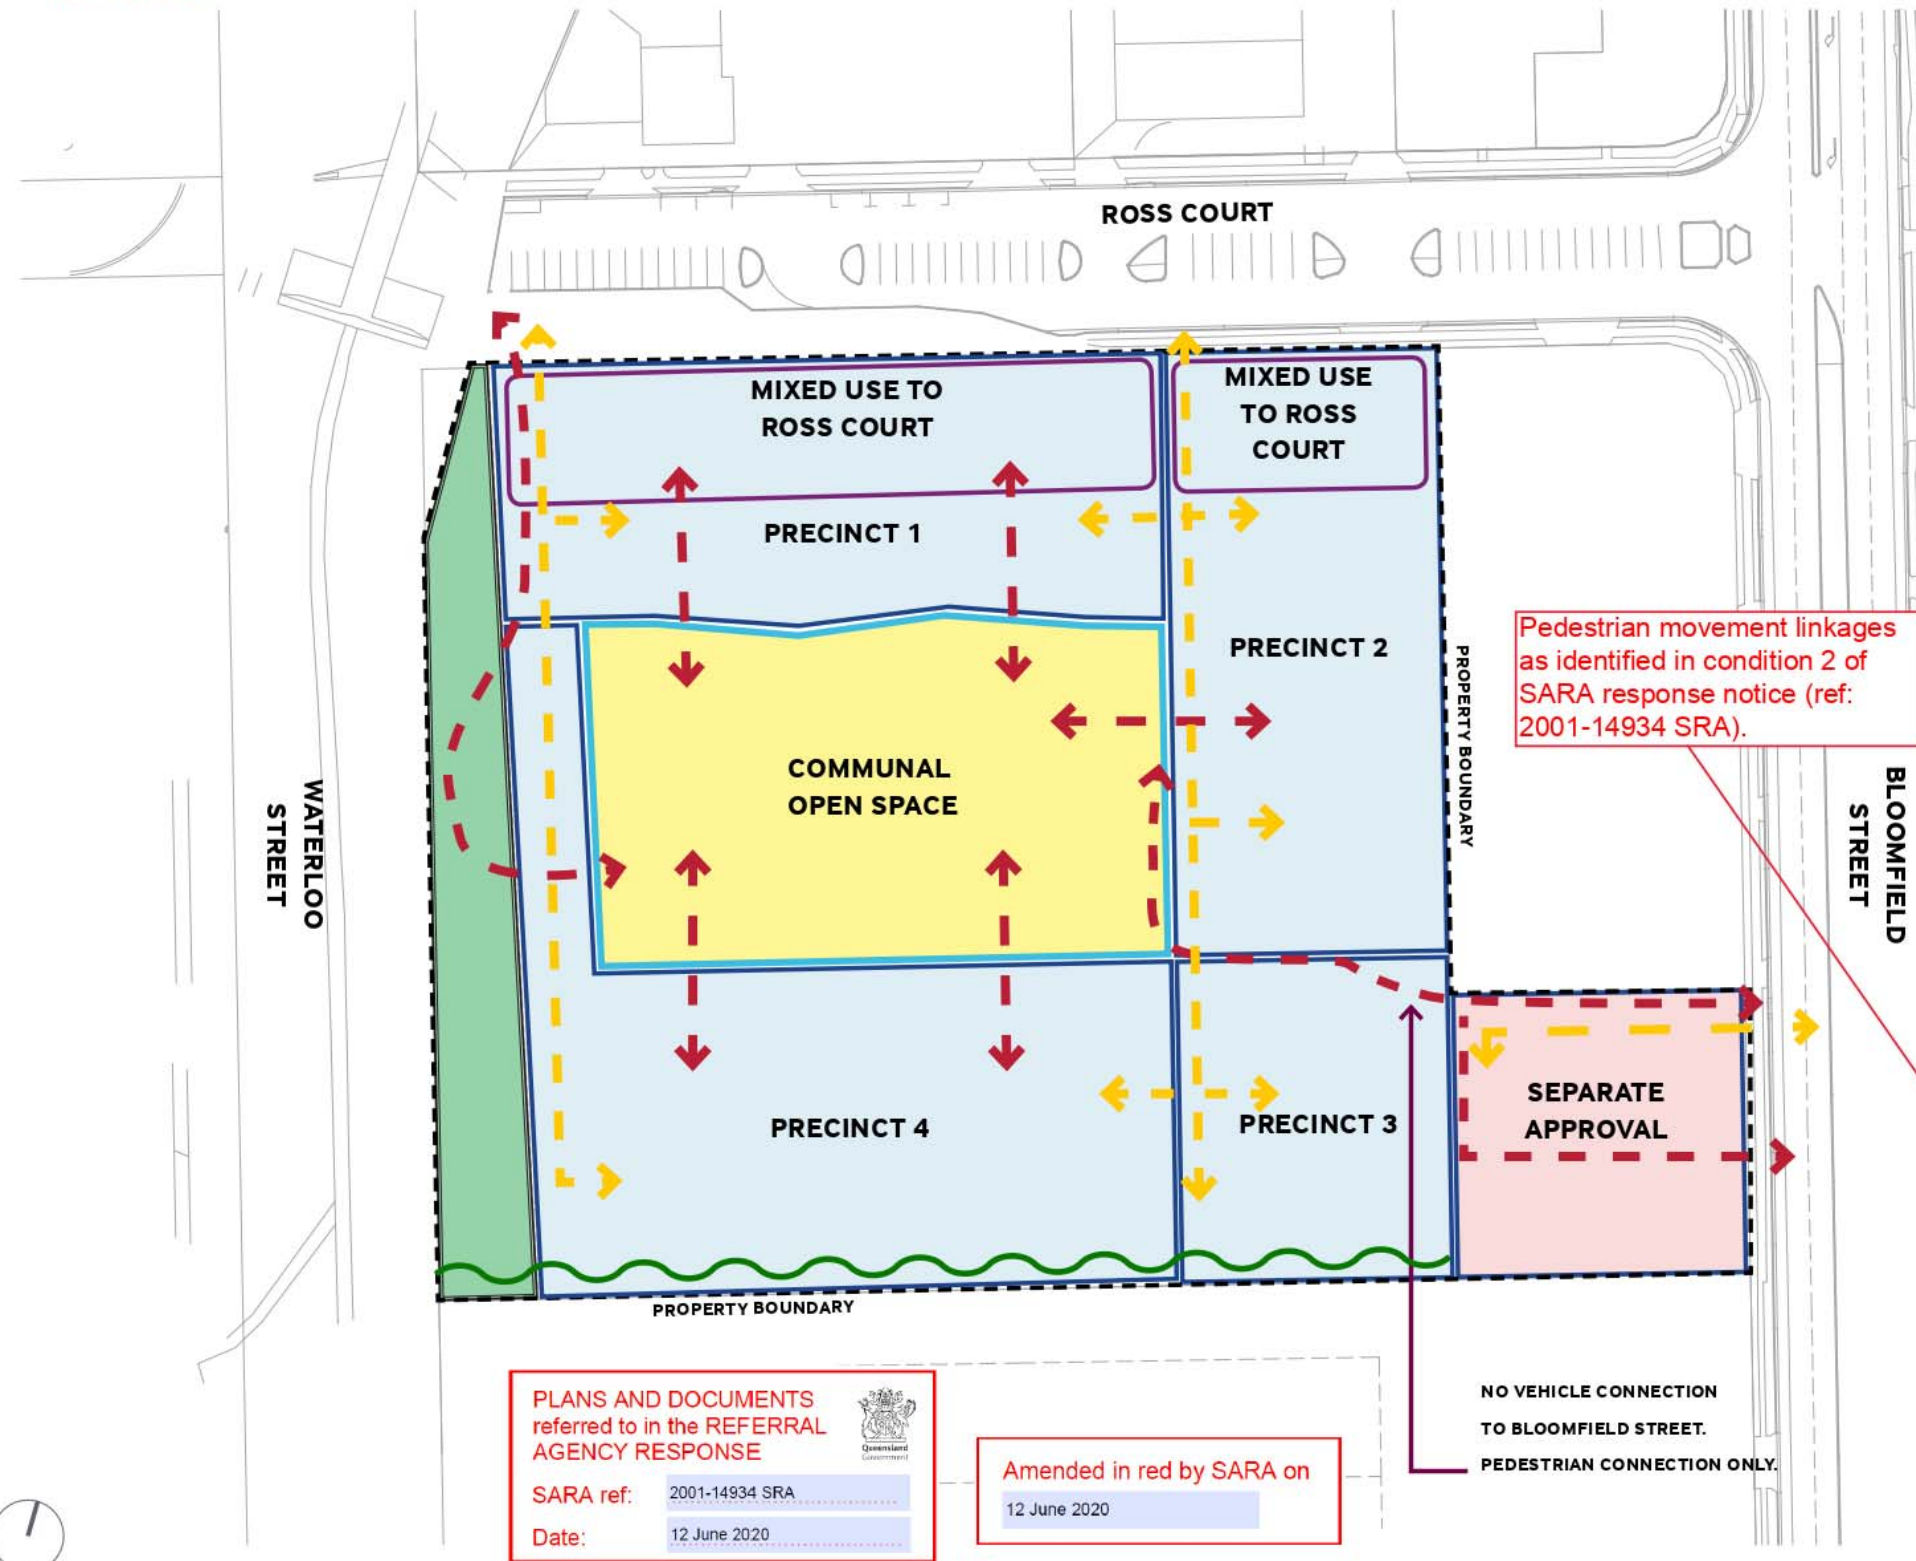 ROSS COURT
MIXED USE TO
ROSS COURT
MIXED USE
TO ROSS
COURT
PRECINCT 1
PRECINCT 2
PROPERTY BOUNDARY
Pedestrian movement linkages
as identified in condition 2 of
SARA response notice (ref:
2001-14934 SRA).
COMMUNAL
OPEN SPACE
WATERLOO
STREET
BLOOMFIELD
STREET
SEPARATE
APPROVAL
PRECINCT 4
PRECINCT 3
PROPERTY BOUNDARY
NO VEHICLE CONNECTION
TO BLOOMFIELD STREET.
PEDESTRIAN CONNECTION ONLY.
PLANS AND DOCUMENTS
referred to in the REFERRAL
AGENCY RESPONSE
Queensland
Government
SARA ref: 2001-14934 SRA
Date: 12 June 2020
Amended in red by SARA on
12 June 2020